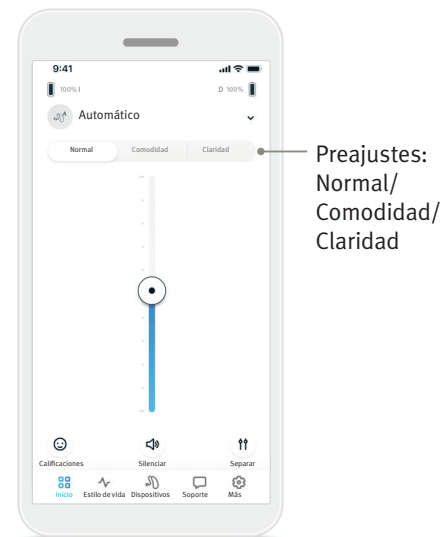 9:41
100% I
D 100%
Automático
Normal Comodidad Claridad
Preajustes:
Normal/
Comodidad/
Claridad
Calificaciones Silenciar Separar
Inicio Estilo de vida Dispositivos Soporte Más